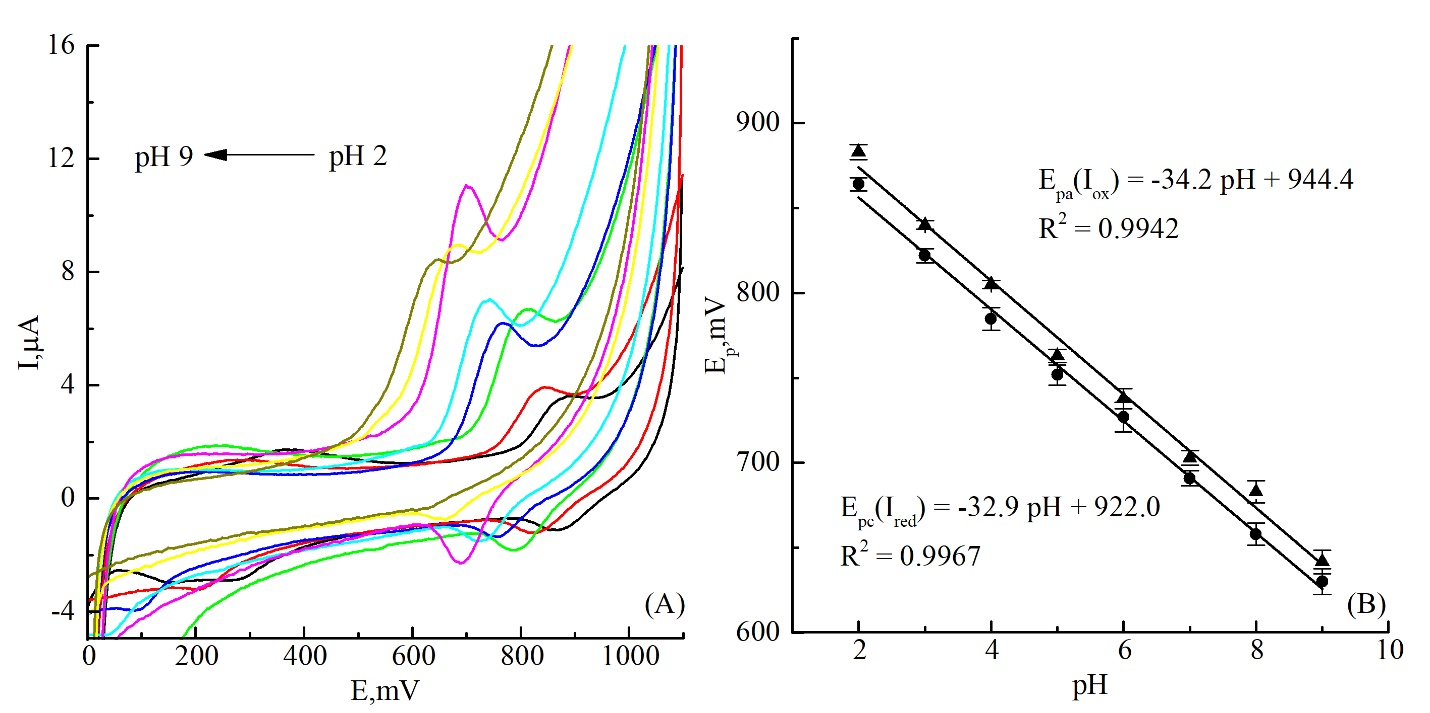 16
12
8
4
0
-4
I,μA
pH 9
pH 2
(A)
0
200
400
600
800
1000
E,mV
900
800
700
600
E_p,mV
E_pa(I_ox) = -34.2 pH + 944.4
R² = 0.9942
E_pc(I_red) = -32.9 pH + 922.0
R² = 0.9967
(B)
2
4
6
8
10
pH